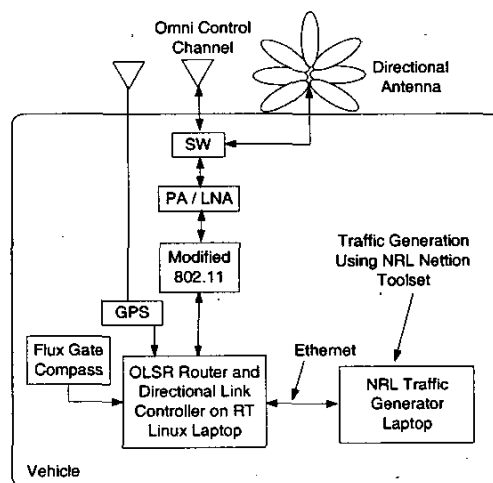 Omni Control
Channel
Directional
Antenna
SW
PA / LNA
Modified
802.11
Traffic Generation
Using NRL Nettion
Toolset
GPS
Flux Gate
Compass
Ethernet
OLSR Router and
Directional Link
Controller on RT
Linux Laptop
NRL Traffic
Generator
Laptop
Vehicle